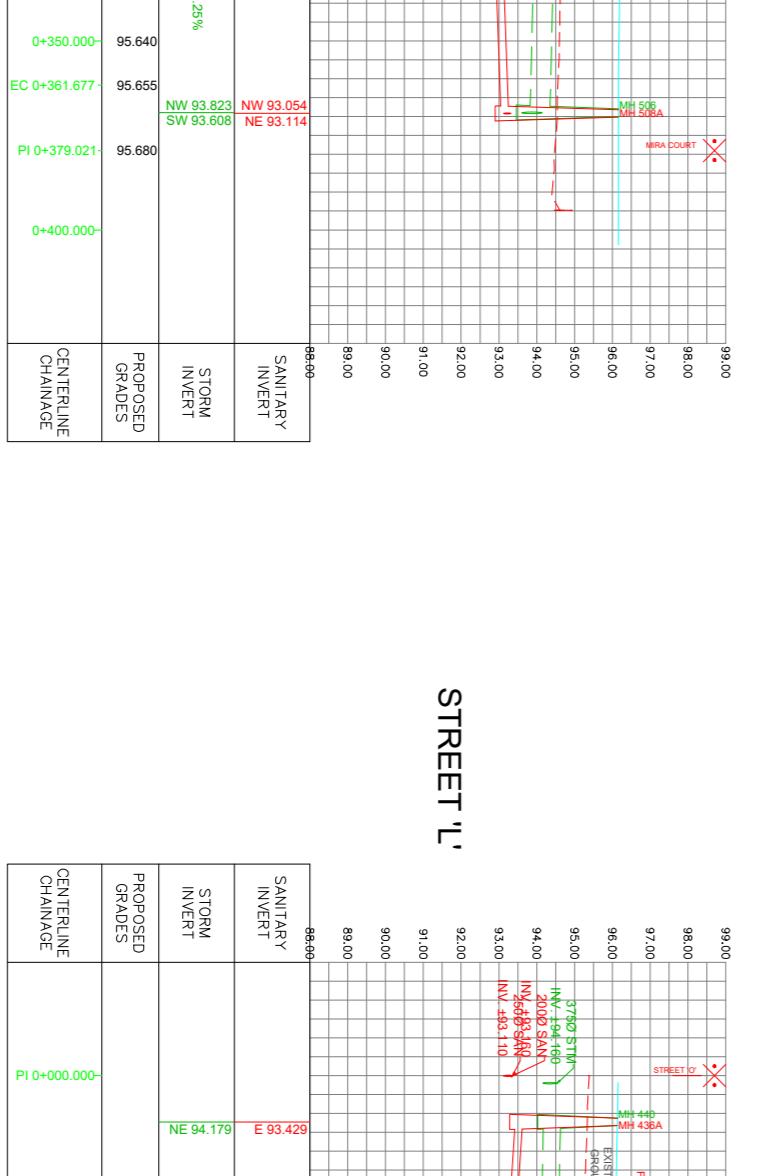 .25%
0+350.000
95.640
EC 0+361.677
95.655
NW 93.823
NW 93.054
SW 93.608
NE 93.114
MH 506
MH 508A
MIRA COURT
PI 0+379.021
95.680
0+400.000
CENTERLINE
CHAINAGE
PROPOSED
GRADES
STORM
INVERT
SANITARY
INVERT
88.00
89.00
90.00
91.00
92.00
93.00
94.00
95.00
96.00
97.00
98.00
99.00
STREET 'L'
CENTERLINE
CHAINAGE
PROPOSED
GRADES
STORM
INVERT
SANITARY
INVERT
88.00
89.00
90.00
91.00
92.00
93.00
94.00
95.00
96.00
97.00
98.00
99.00
375Ø STM
INV. ±94.160
200Ø SAN
INV. ±93.160
250Ø SAN
INV. ±93.110
STREET 'O'
PI 0+000.000
NE 94.179
E 93.429
MH 440
MH 436A
EXIST
GROU